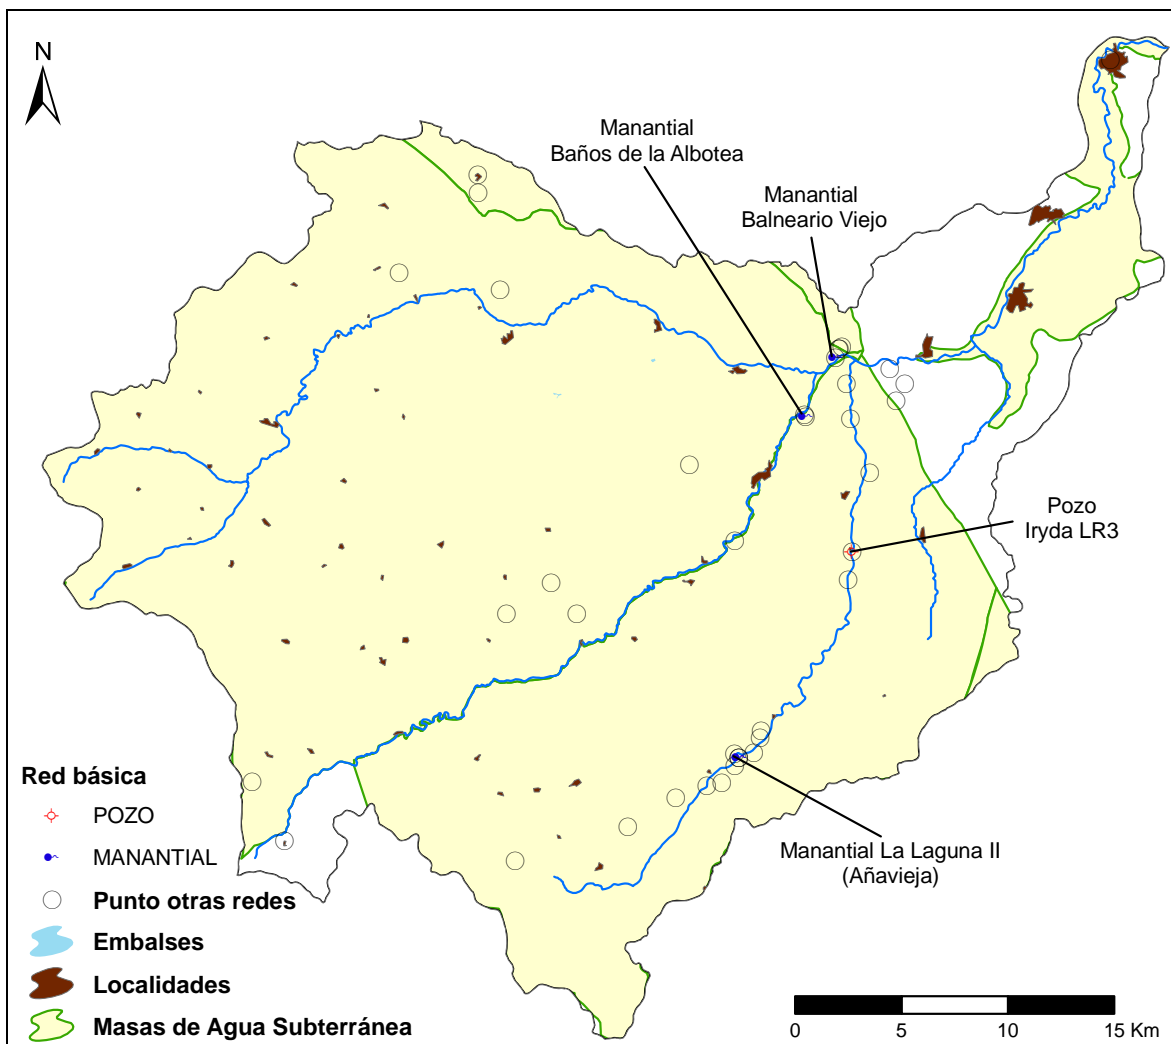 N
Manantial
Baños de la Albotea
Manantial
Balneario Viejo
Pozo
Iryda LR3
Manantial La Laguna II
(Añavieja)
Red básica
POZO
MANANTIAL
Punto otras redes
Embalses
Localidades
Masas de Agua Subterránea
0 5 10 15 Km